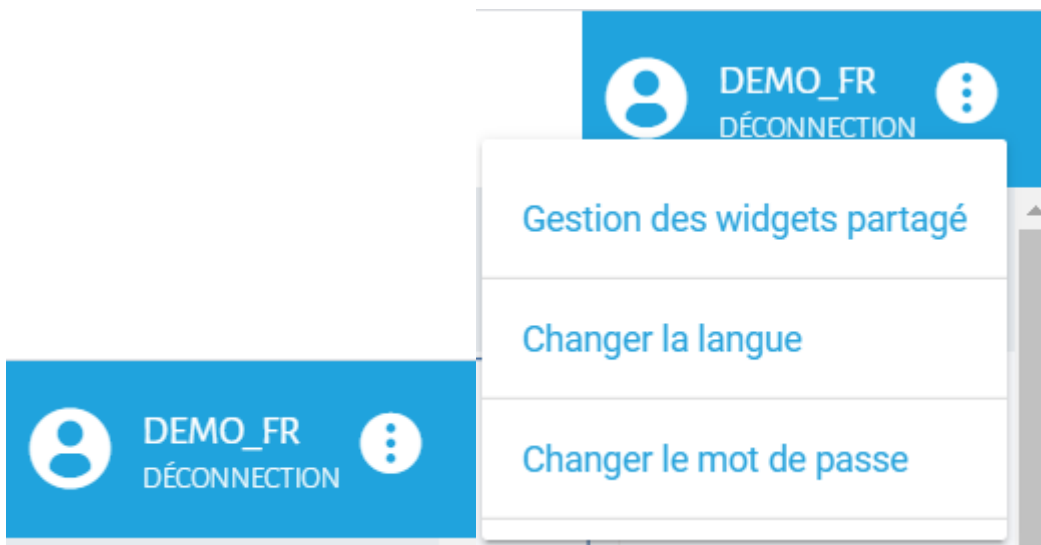 DEMO_FR
DÉCONNECTION
Gestion des widgets partagé
Changer la langue
Changer le mot de passe
DEMO_FR
DÉCONNECTION